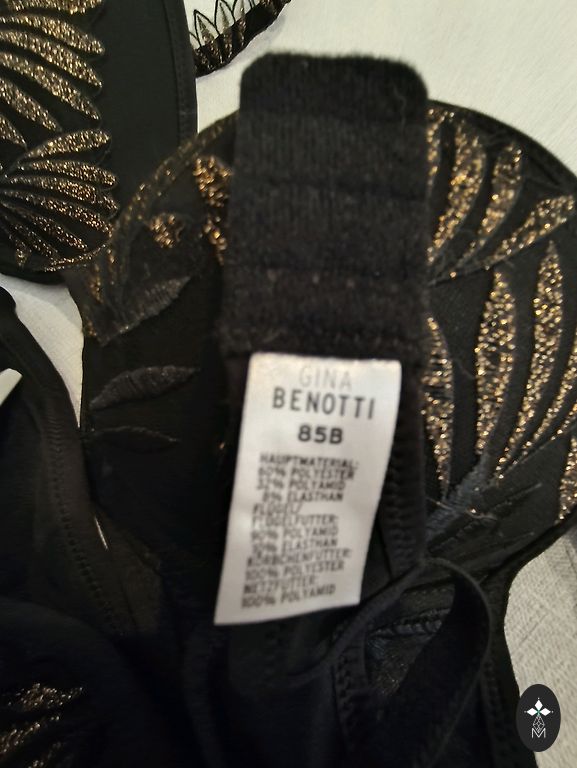 GINA
BENOTTI
85B
HAUPTMATERIAL:
60% POLYESTER
32% POLYAMID
8% ELASTHAN
FLÜGEL/
FLÜGELFUTTER:
90% POLYAMID
10% ELASTHAN
KÖRBCHENFUTTER:
100% POLYESTER
NETZFUTTER:
100% POLYAMID
M